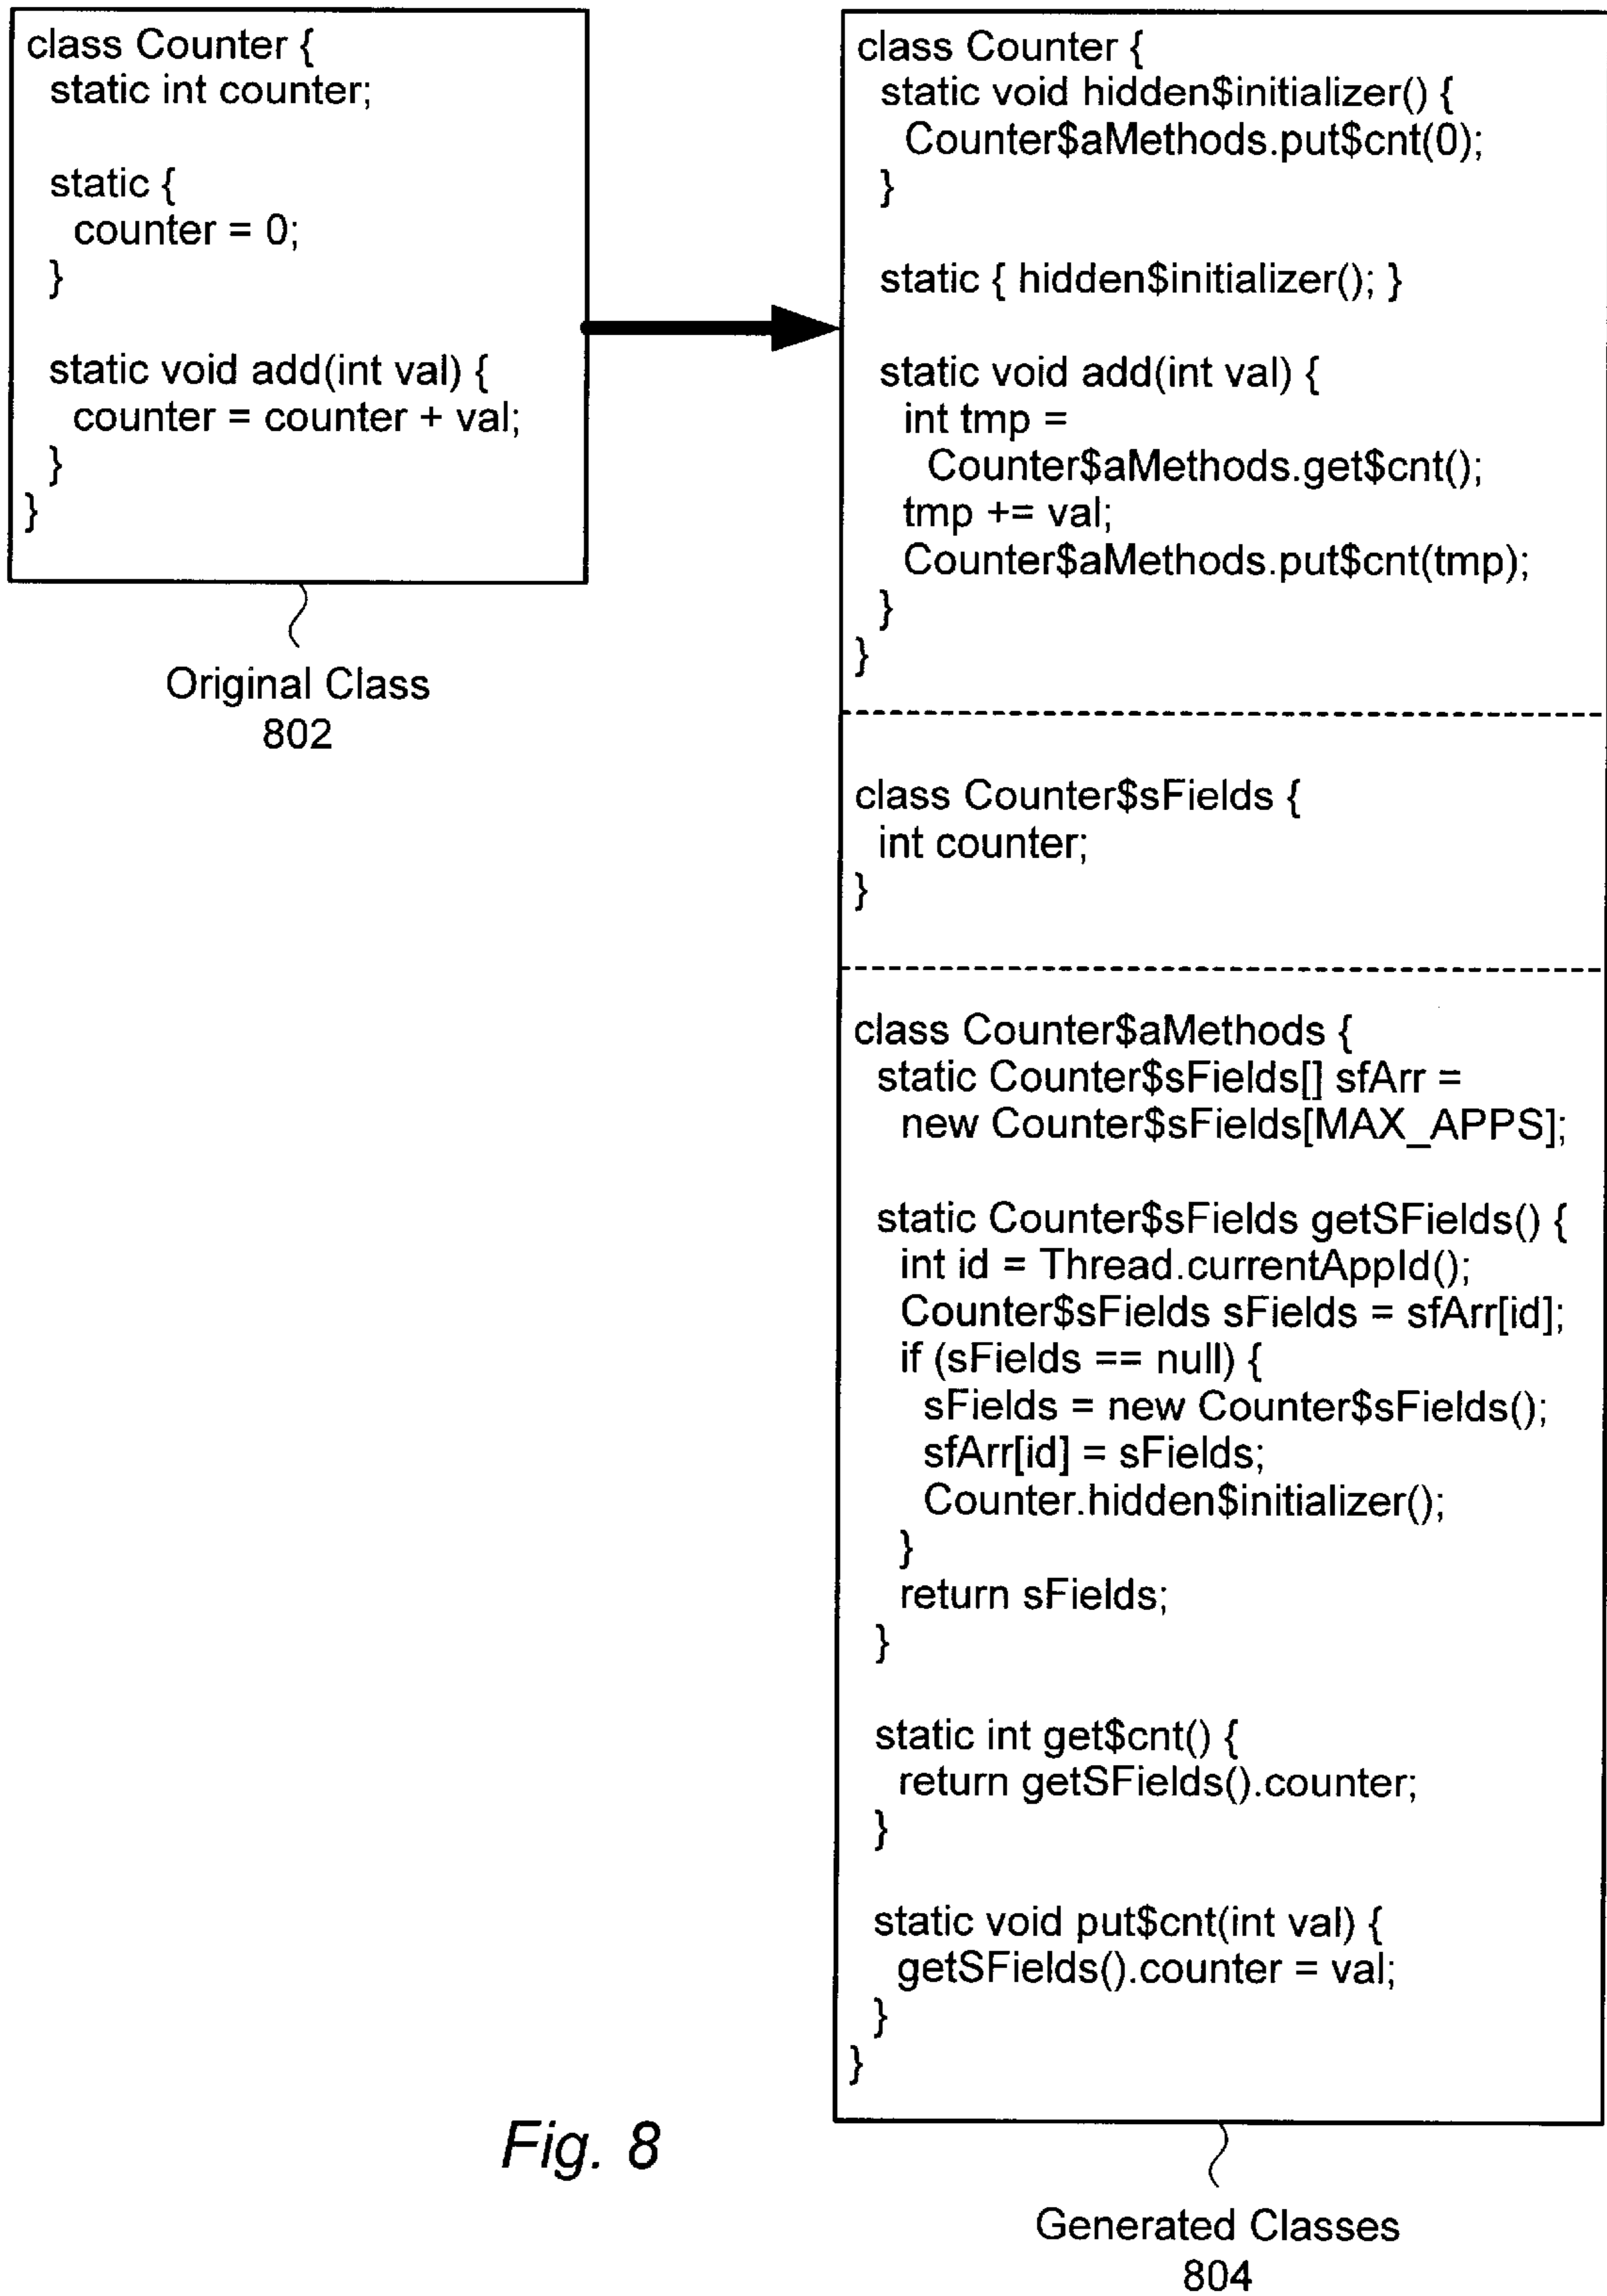 class Counter {
static int counter;
static {
counter = 0;
}
static void add(int val) {
counter = counter + val;
}
}
Original Class
802
class Counter {
static void hidden$initializer() {
Counter$aMethods.put$cnt(0);
}
static { hidden$initializer(); }
static void add(int val) {
int tmp =
Counter$aMethods.get$cnt();
tmp += val;
Counter$aMethods.put$cnt(tmp);
}
}
class Counter$sFields {
int counter;
}
class Counter$aMethods {
static Counter$sFields[] sfArr =
new Counter$sFields[MAX_APPS];
static Counter$sFields getSFields() {
int id = Thread.currentAppId();
Counter$sFields sFields = sfArr[id];
if (sFields == null) {
sFields = new Counter$sFields();
sfArr[id] = sFields;
Counter.hidden$initializer();
}
return sFields;
}
static int get$cnt() {
return getSFields().counter;
}
static void put$cnt(int val) {
getSFields().counter = val;
}
}
Fig. 8
Generated Classes
804